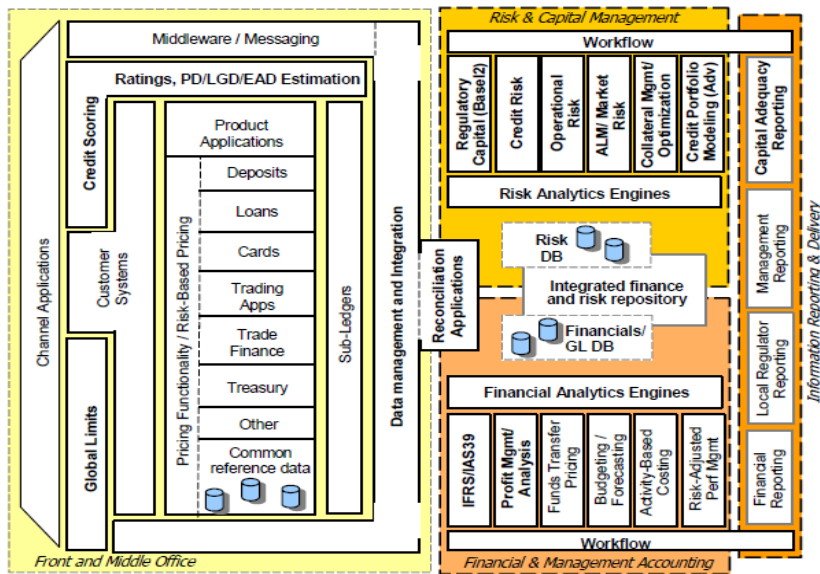 Risk & Capital Management
Middleware / Messaging
Workflow
Ratings, PD/LGD/EAD Estimation
Channel Applications
Credit Scoring
Customer
Systems
Global Limits
Product
Applications
Pricing Functionality / Risk-Based Pricing
Deposits
Loans
Cards
Trading
Apps
Trade
Finance
Treasury
Other
Common
reference data
Sub-Ledgers
Data management and Integration
Reconciliation
Applications
Regulatory
Capital (Basel2)
Credit Risk
Operational
Risk
ALM/ Market
Risk
Collateral Mgmt/
Optimization
Credit Portfolio
Modeling (Adv)
Risk Analytics Engines
Risk
DB
Integrated finance
and risk repository
Financials/
GL DB
Financial Analytics Engines
IFRS/IAS39
Profit Mgmt/
Analysis
Funds Transfer
Pricing
Budgeting /
Forecasting
Activity-Based
Costing
Risk-Adjusted
Perf Mgmt
Workflow
Capital Adequacy
Reporting
Management
Reporting
Local Regulator
Reporting
Financial
Reporting
Information Reporting & Delivery
Front and Middle Office
Financial & Management Accounting